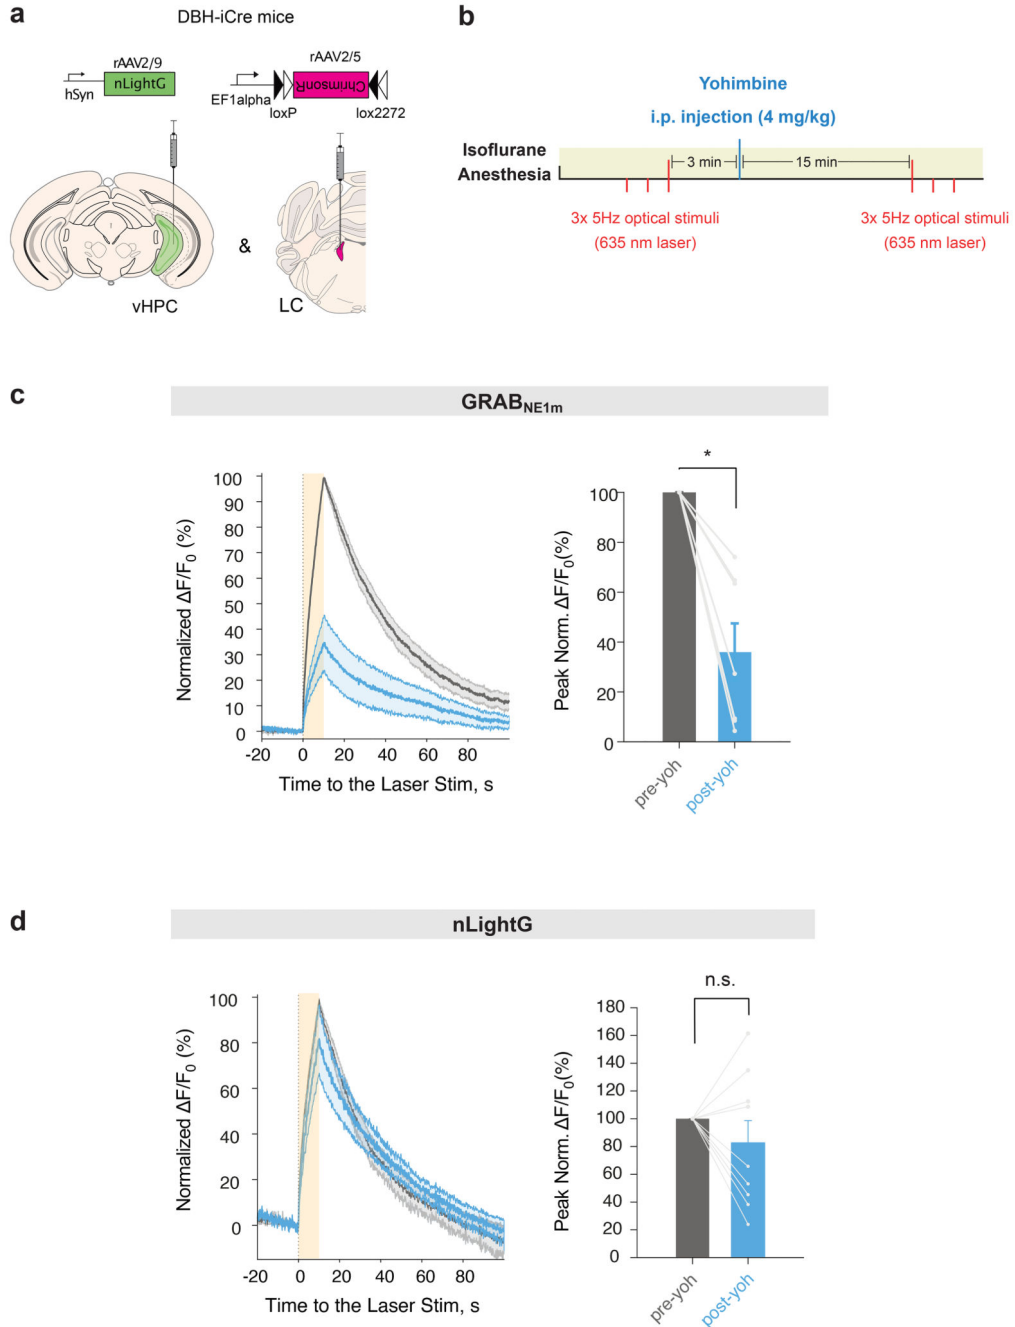 a
DBH-iCre mice
rAAV2/9
nLightG
hSyn
rAAV2/5
ChrimsonR
EF1alpha
loxP
lox2272
&
vHPC
LC
b
Yohimbine
i.p. injection (4 mg/kg)
Isoflurane
Anesthesia
3 min
15 min
3x 5Hz optical stimuli
(635 nm laser)
3x 5Hz optical stimuli
(635 nm laser)
c
GRABNE1m
Normalized ΔF/F0 (%)
100
90
80
70
60
50
40
30
20
10
0
-20
0
20
40
60
80
Time to the Laser Stim, s
*
Peak Norm. ΔF/F0(%)
100
80
60
40
20
0
pre-yoh
post-yoh
d
nLightG
Normalized ΔF/F0 (%)
100
80
60
40
20
0
-20
0
20
40
60
80
Time to the Laser Stim, s
n.s.
Peak Norm. ΔF/F0(%)
180
160
140
120
100
80
60
40
20
0
pre-yoh
post-yoh